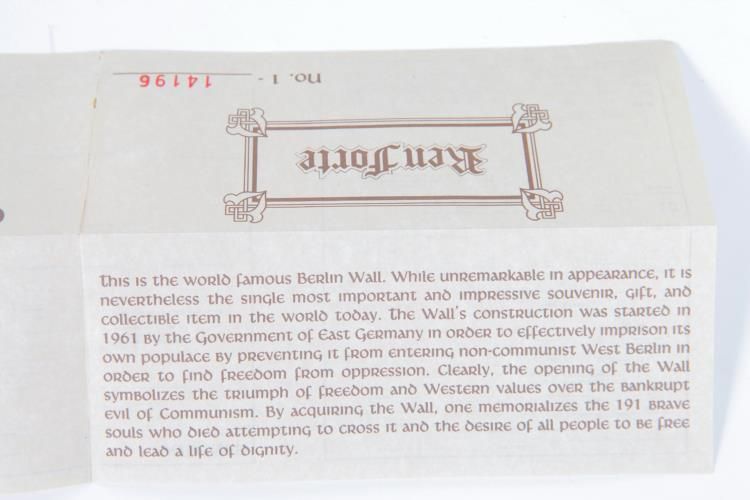 no. 1 - 14196
Ken Forte
This is the world famous Berlin Wall. While unremarkable in appearance, it is
nevertheless the single most important and impressive souvenir, gift, and
collectible item in the world today. The Wall's construction was started in
1961 by the Government of East Germany in order to effectively imprison its
own populace by preventing it from entering non-communist West Berlin in
order to find freedom from oppression. Clearly, the opening of the Wall
symbolizes the triumph of freedom and Western values over the bankrupt
evil of Communism. By acquiring the Wall, one memorializes the 191 brave
souls who died attempting to cross it and the desire of all people to be free
and lead a life of dignity.